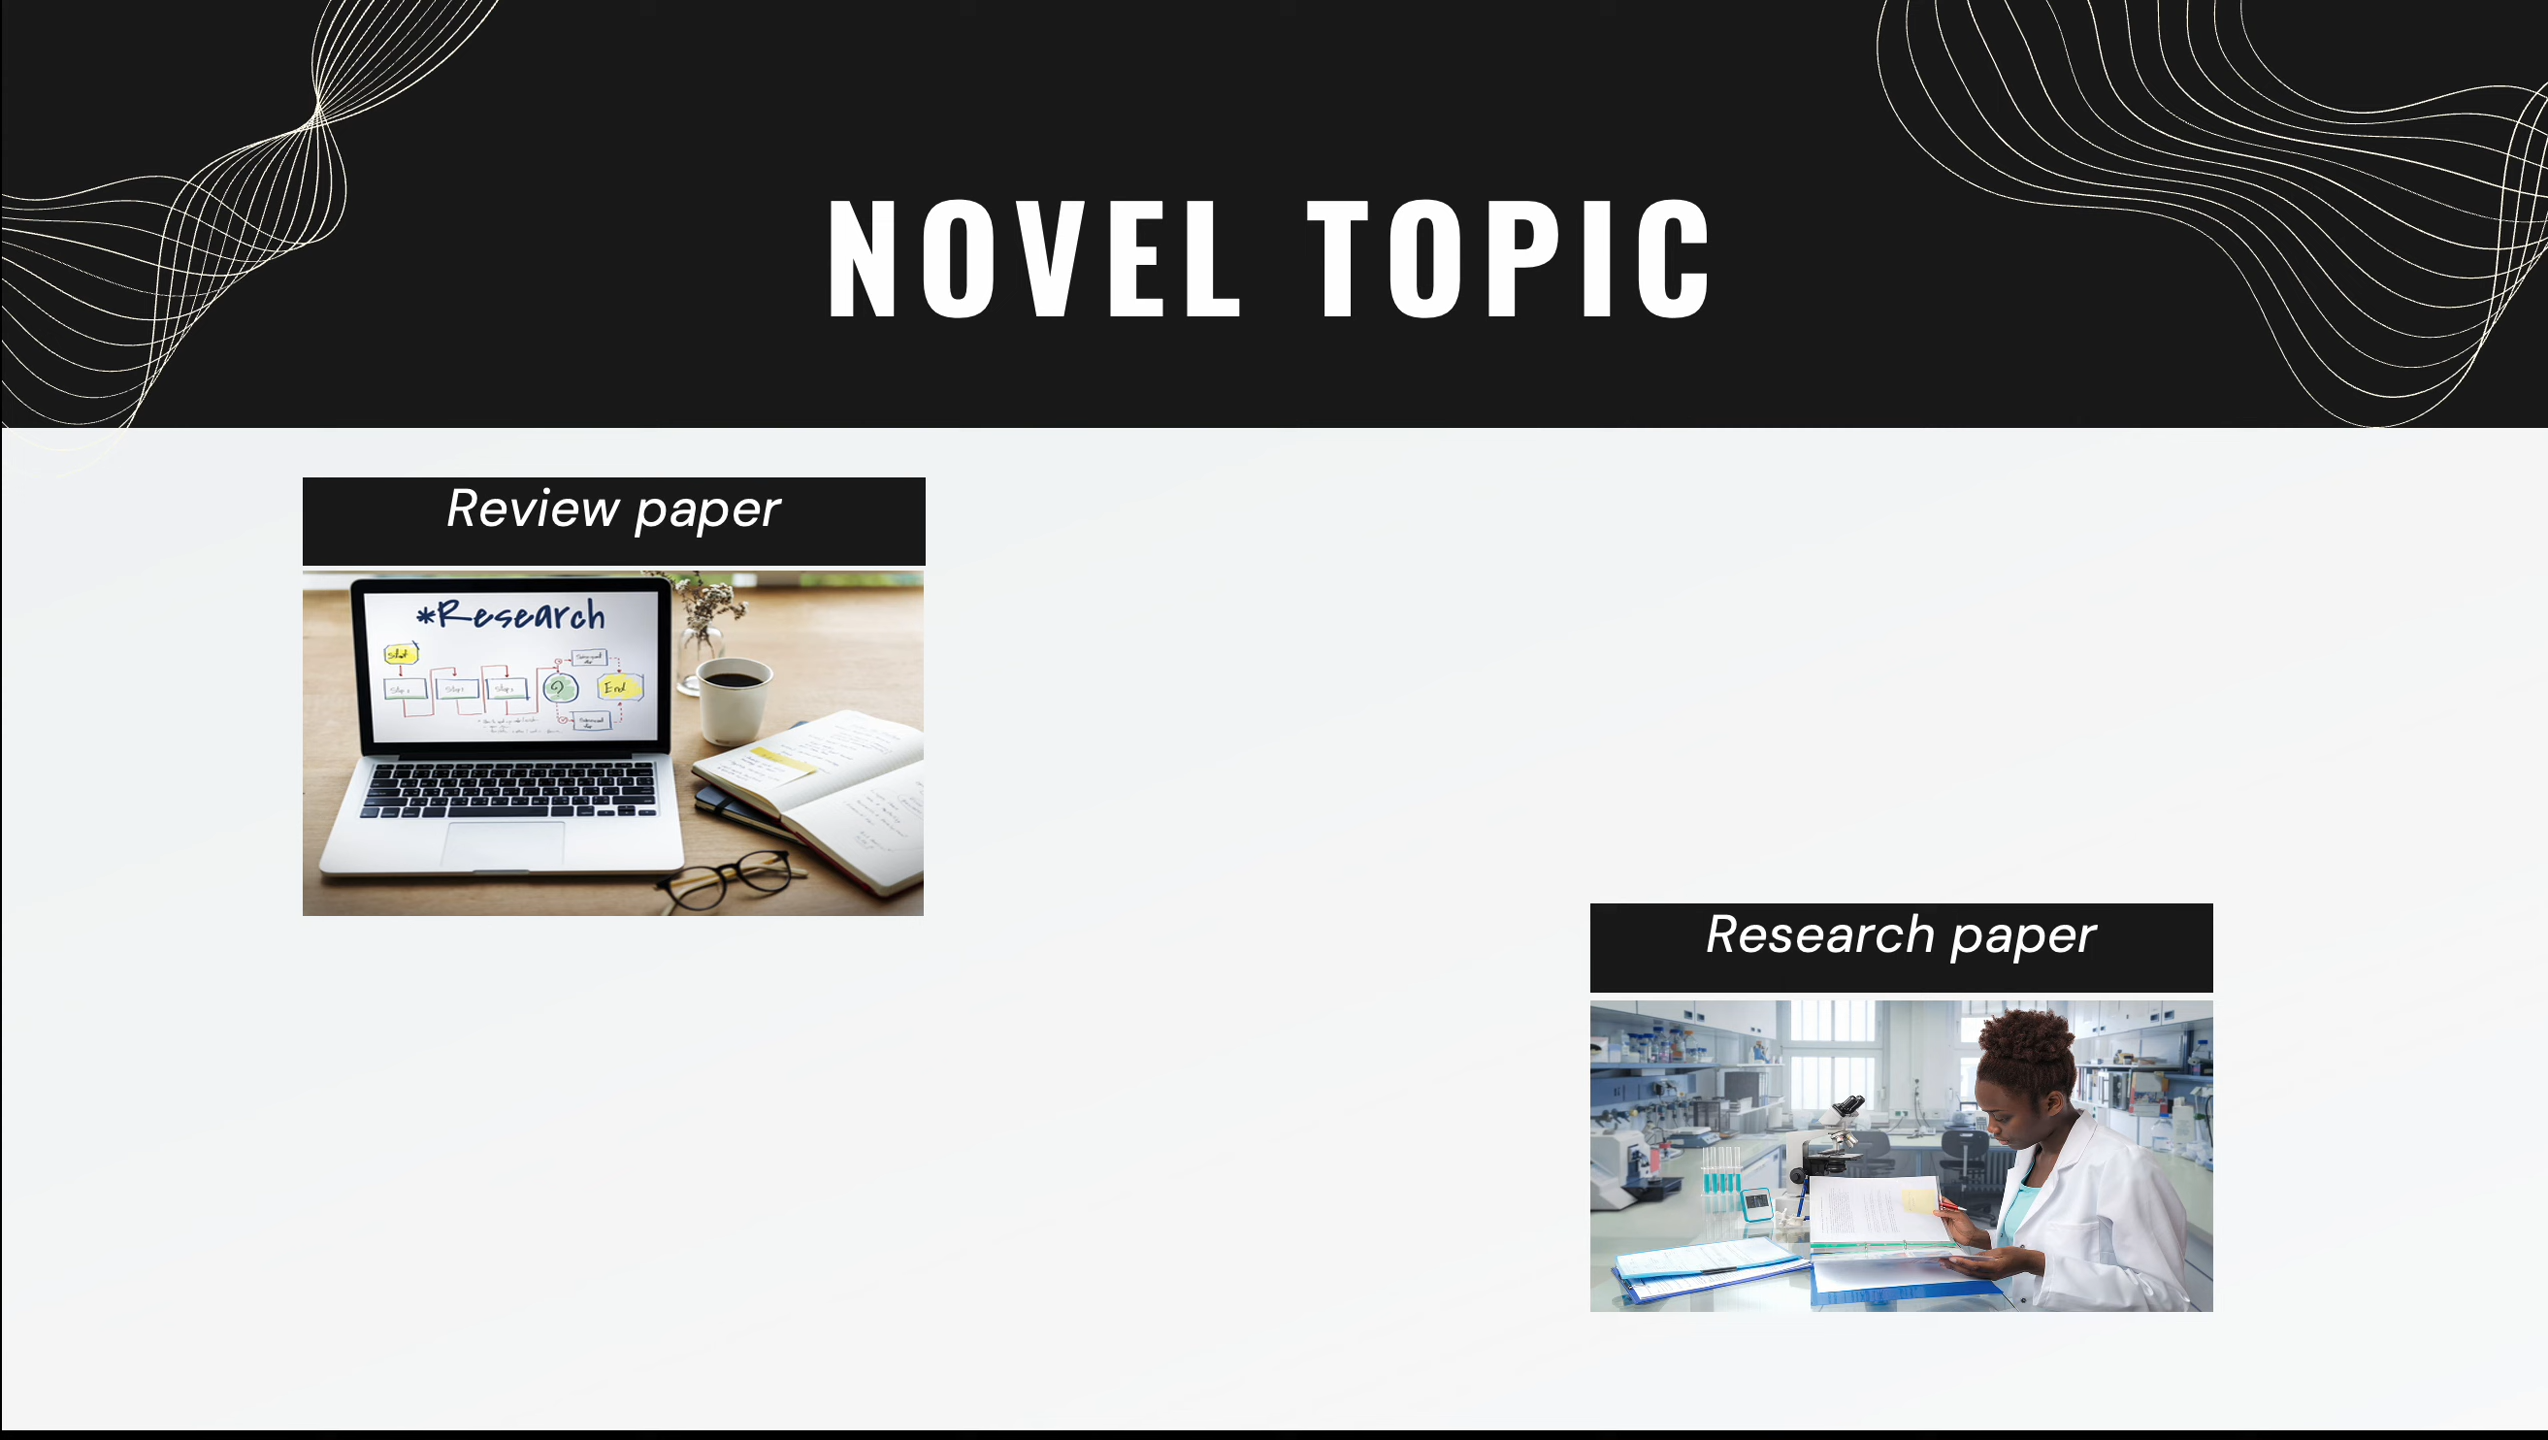 NOVEL TOPIC
Review paper
*Research
Start
End
Research paper